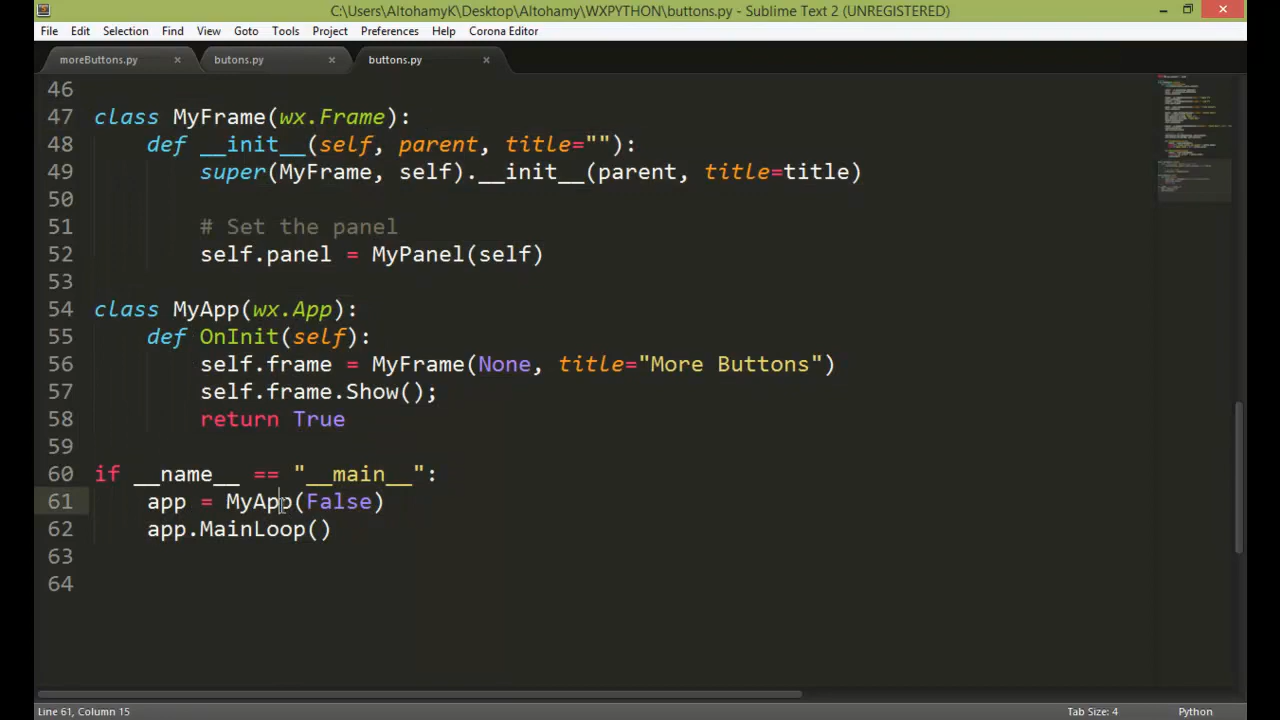 C:\Users\AltohamyK\Desktop\Altohamy\WXPYTHON\buttons.py - Sublime Text 2 (UNREGISTERED)
File Edit Selection Find View Goto Tools Project Preferences Help Corona Editor
moreButtons.py × butons.py × buttons.py ×
46
47 class MyFrame(wx.Frame):
48     def __init__(self, parent, title=""):
49         super(MyFrame, self).__init__(parent, title=title)
50
51         # Set the panel
52         self.panel = MyPanel(self)
53
54 class MyApp(wx.App):
55     def OnInit(self):
56         self.frame = MyFrame(None, title="More Buttons")
57         self.frame.Show();
58         return True
59
60 if __name__ == "__main__":
61     app = MyApp(False)
62     app.MainLoop()
63
64
Line 61, Column 15 Tab Size: 4 Python